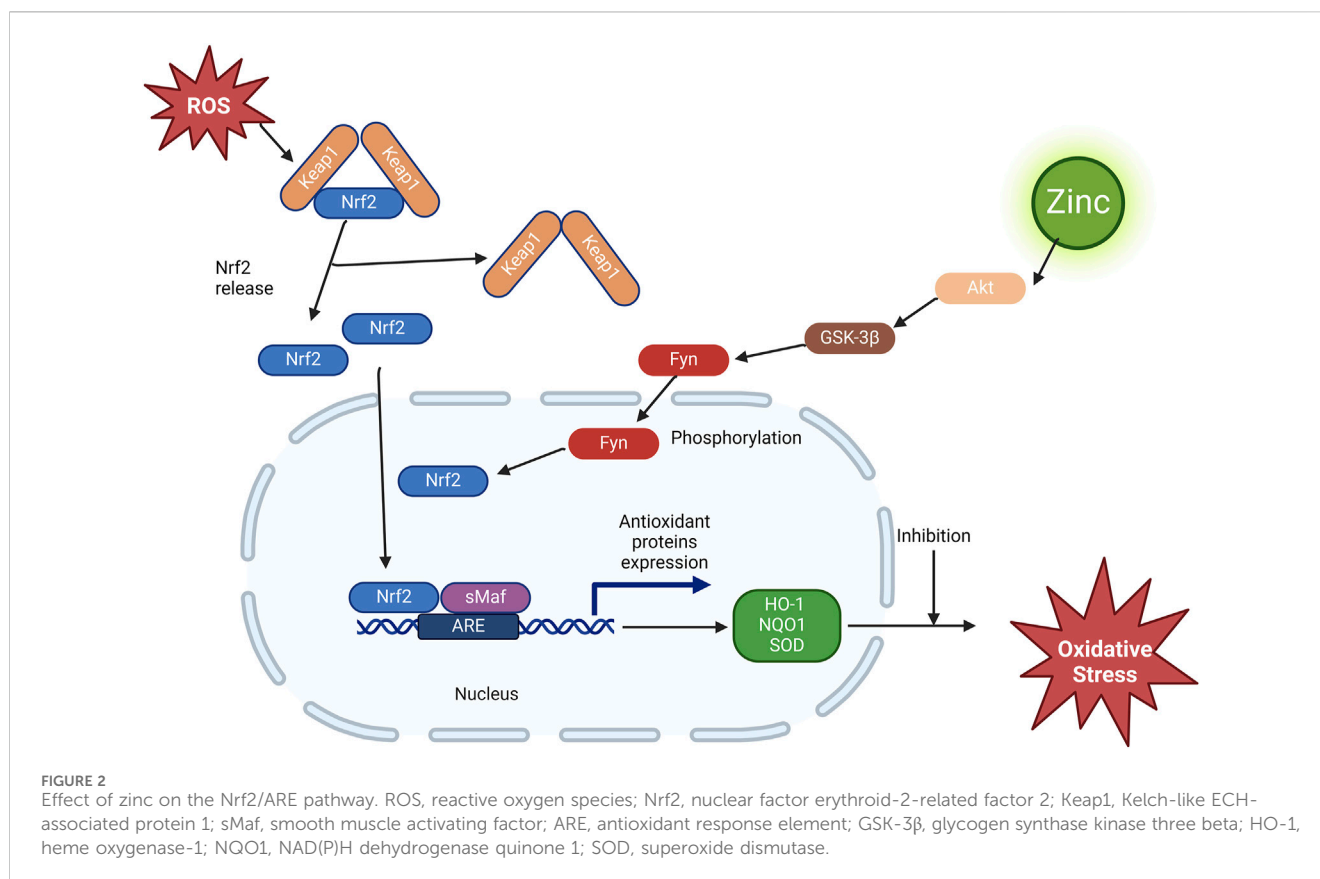 ROS
Keap1
Keap1
Nrf2
Zinc
Keap1
Keap1
Nrf2
release
Akt
Nrf2
Nrf2
GSK-3β
Fyn
Fyn
Phosphorylation
Nrf2
Antioxidant
proteins
expression
Inhibition
Nrf2
sMaf
ARE
HO-1
NQO1
SOD
Oxidative
Stress
Nucleus
FIGURE 2
Effect of zinc on the Nrf2/ARE pathway. ROS, reactive oxygen species; Nrf2, nuclear factor erythroid-2-related factor 2; Keap1, Kelch-like ECH-
associated protein 1; sMaf, smooth muscle activating factor; ARE, antioxidant response element; GSK-3β, glycogen synthase kinase three beta; HO-1,
heme oxygenase-1; NQO1, NAD(P)H dehydrogenase quinone 1; SOD, superoxide dismutase.